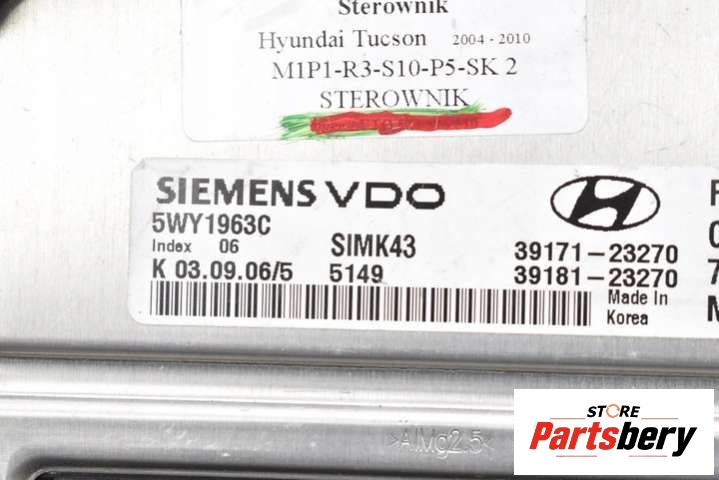 Sterownik
Hyundai Tucson 2004 - 2010
M1P1-R3-S10-P5-SK 2
STEROWNIK
SIEMENS VDO
5WY1963C
Index 06 SIMK43 39171-23270
K 03.09.06/5 5149 39181-23270
Made In
Korea
>AlMg2.5<
STORE
Partsbery